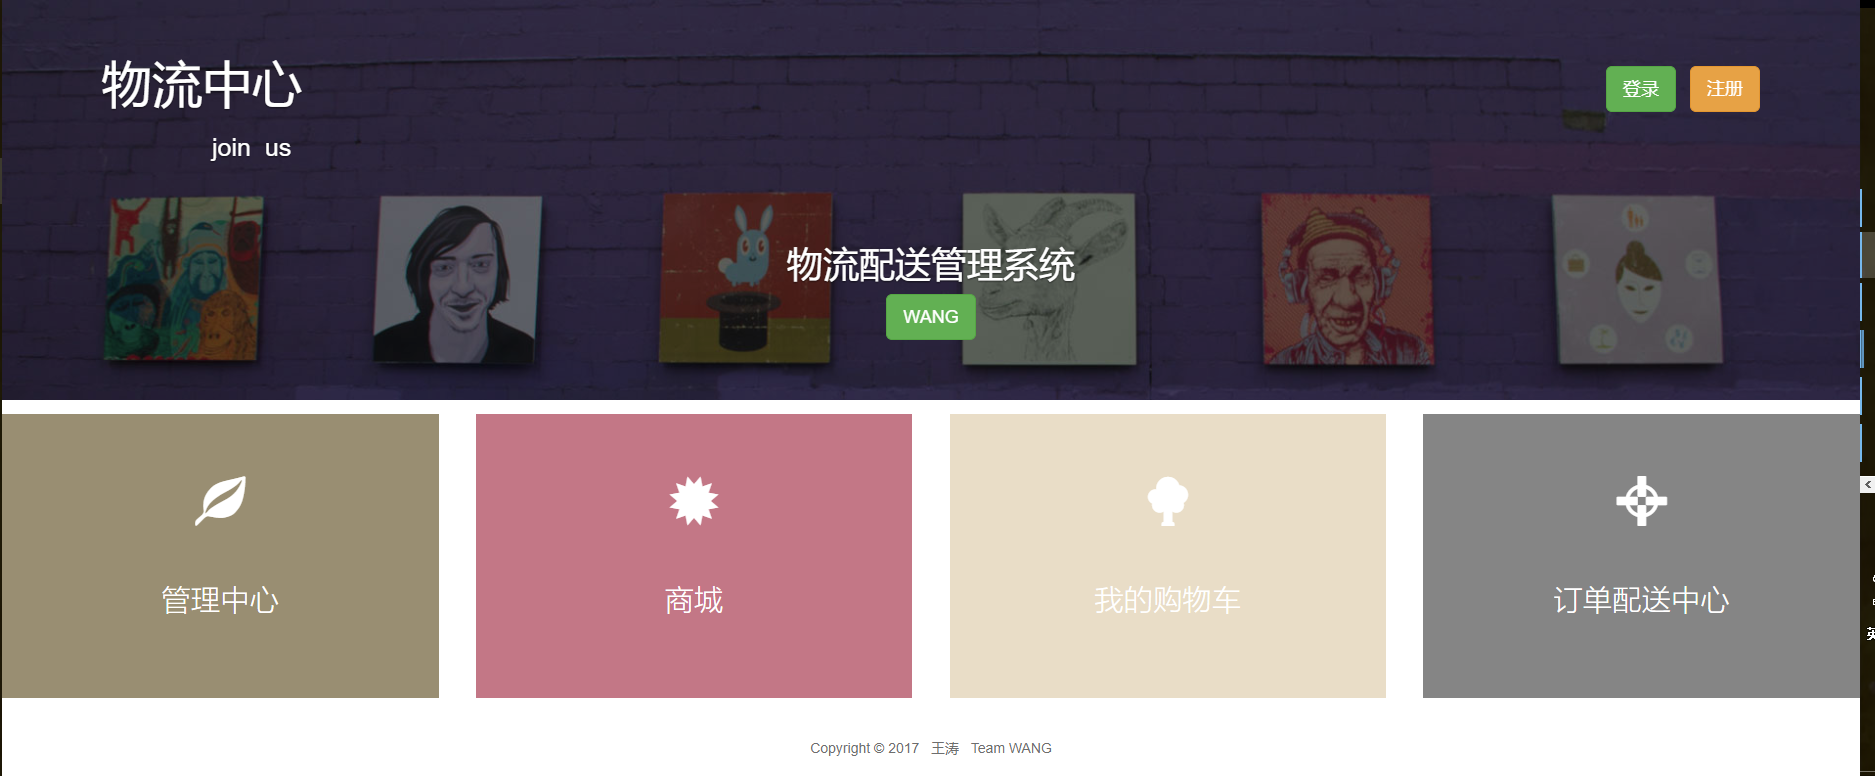 物流中心
登录 注册
join us
物流配送管理系统
WANG
管理中心
商城
我的购物车
订单配送中心
Copyright © 2017 王涛 Team WANG
英